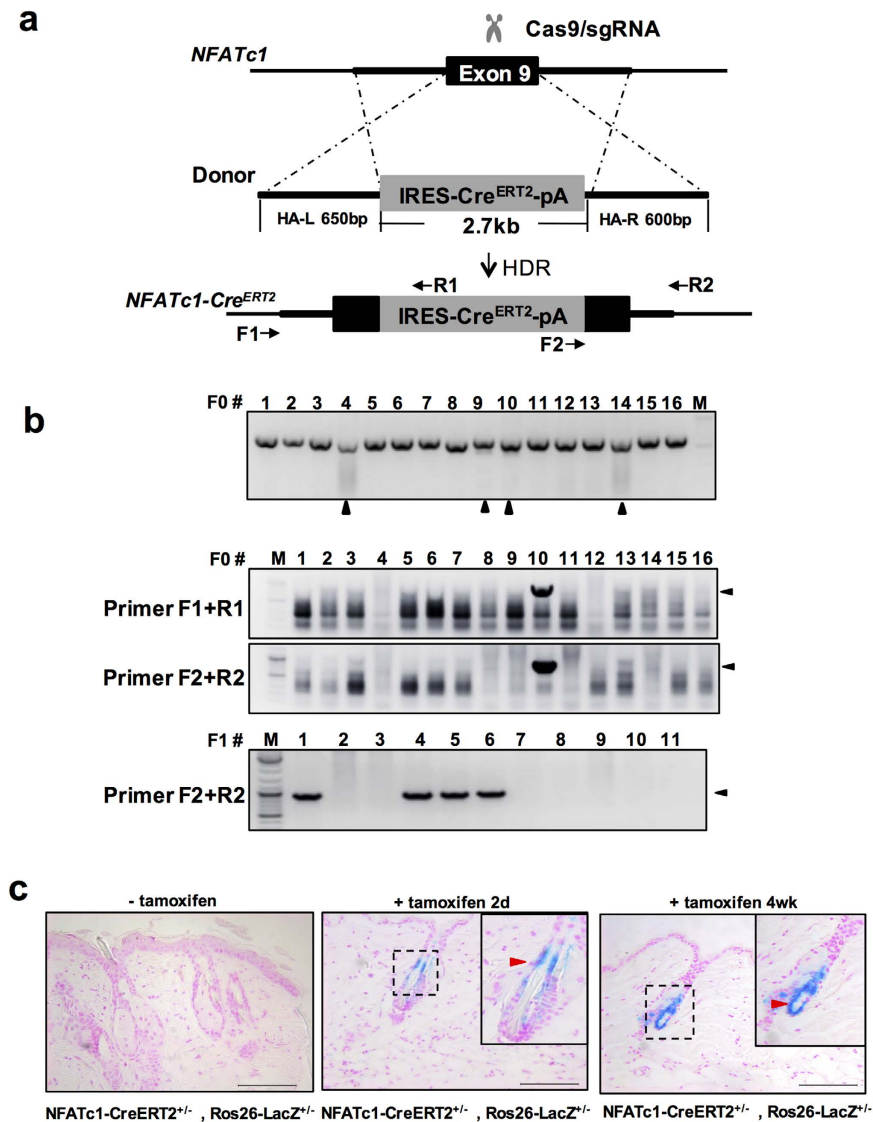 a
Cas9/sgRNA
NFATc1
Exon 9
Donor
IRES-CreERT2-pA
HA-L 650bp
2.7kb
HA-R 600bp
HDR
NFATc1-CreERT2
R1
R2
IRES-CreERT2-pA
F1
F2
b
F0 # 1 2 3 4 5 6 7 8 9 10 11 12 13 14 15 16 M
F0 # M 1 2 3 4 5 6 7 8 9 10 11 12 13 14 15 16
Primer F1+R1
Primer F2+R2
F1 # M 1 2 3 4 5 6 7 8 9 10 11
Primer F2+R2
c
- tamoxifen
+ tamoxifen 2d
+ tamoxifen 4wk
NFATc1-CreERT2+/- , Ros26-LacZ+/-
NFATc1-CreERT2+/- , Ros26-LacZ+/-
NFATc1-CreERT2+/- , Ros26-LacZ+/-